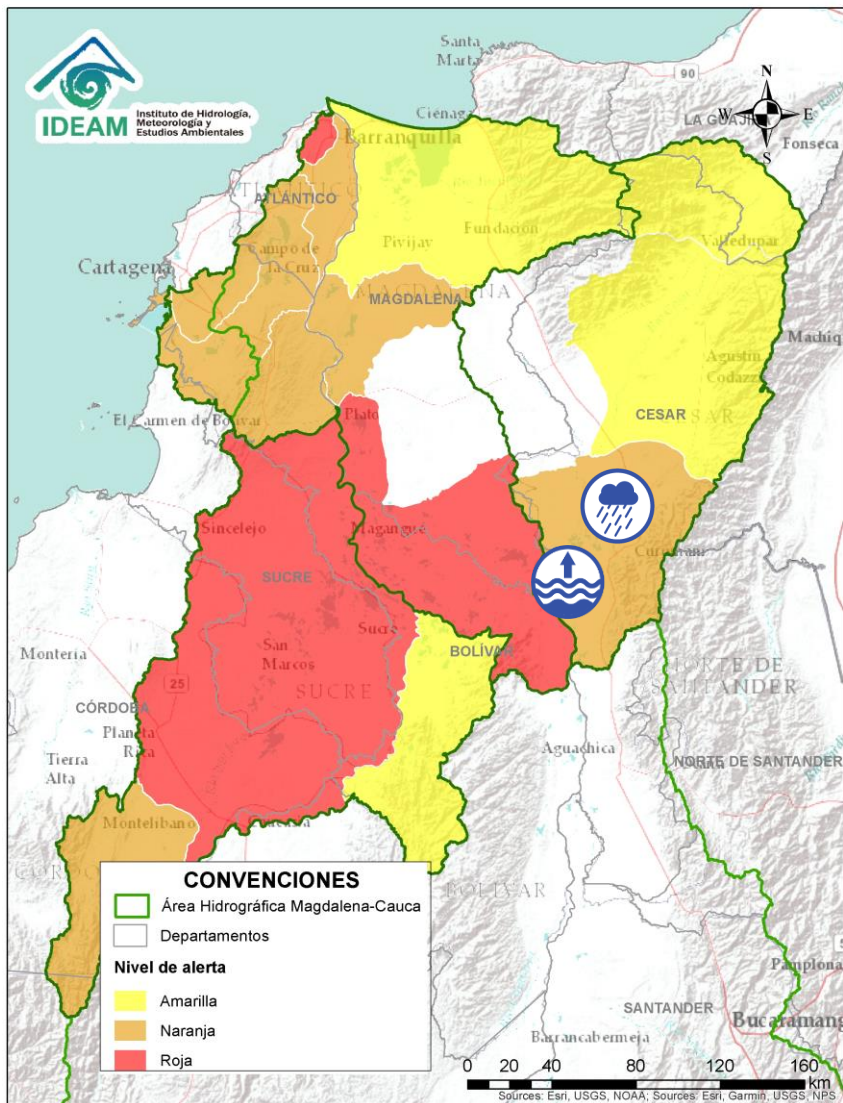 IDEAM
Instituto de Hidrología,
Meteorología y
Estudios Ambientales
Santa
Marta
90
N
W
E
S
LA GUAJI
Ciénaga
Fonseca
Barranquilla
ATLÁNTICO
Valledupar
Cartagena
Campo de
la Cruz
Pivijay
Fundación
MAGDALENA
Machiq
Agustín
Codazzi
El Carmen de Bolívar
Plato
CESAR
Sincelejo
Magangué
SUCRE
Sucre
San
Marcos
SUCRE
BOLÍVAR
Montería
25
CÓRDOBA
Planeta
Rica
Tierra
Alta
NORTE DE
SANTANDER
Aguachica
NORTE DE SANTANDER
Montelíbano
BOLÍVAR
CONVENCIONES
Área Hidrográfica Magdalena-Cauca
Departamentos
Nivel de alerta
Amarilla
Naranja
Roja
Pamplona
SANTANDER
Bucaramang
Barrancabermeja
0 20 40 80 120 160
km
Sources: Esri, USGS, NOAA; Sources: Esri, Garmin, USGS, NPS